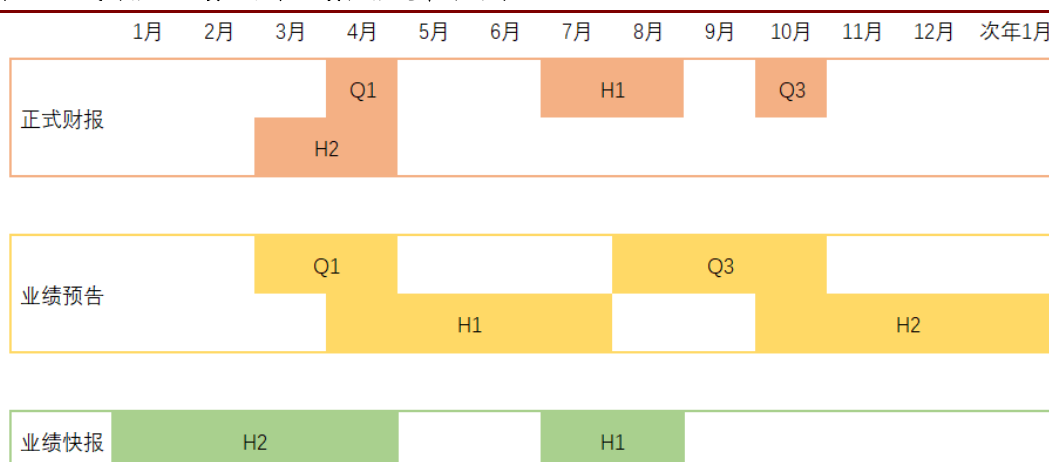 1月 2月 3月 4月 5月 6月 7月 8月 9月 10月 11月 12月 次年1月
Q1 H1 Q3
正式财报
H2
Q1 Q3
业绩预告
H1 H2
业绩快报 H2 H1